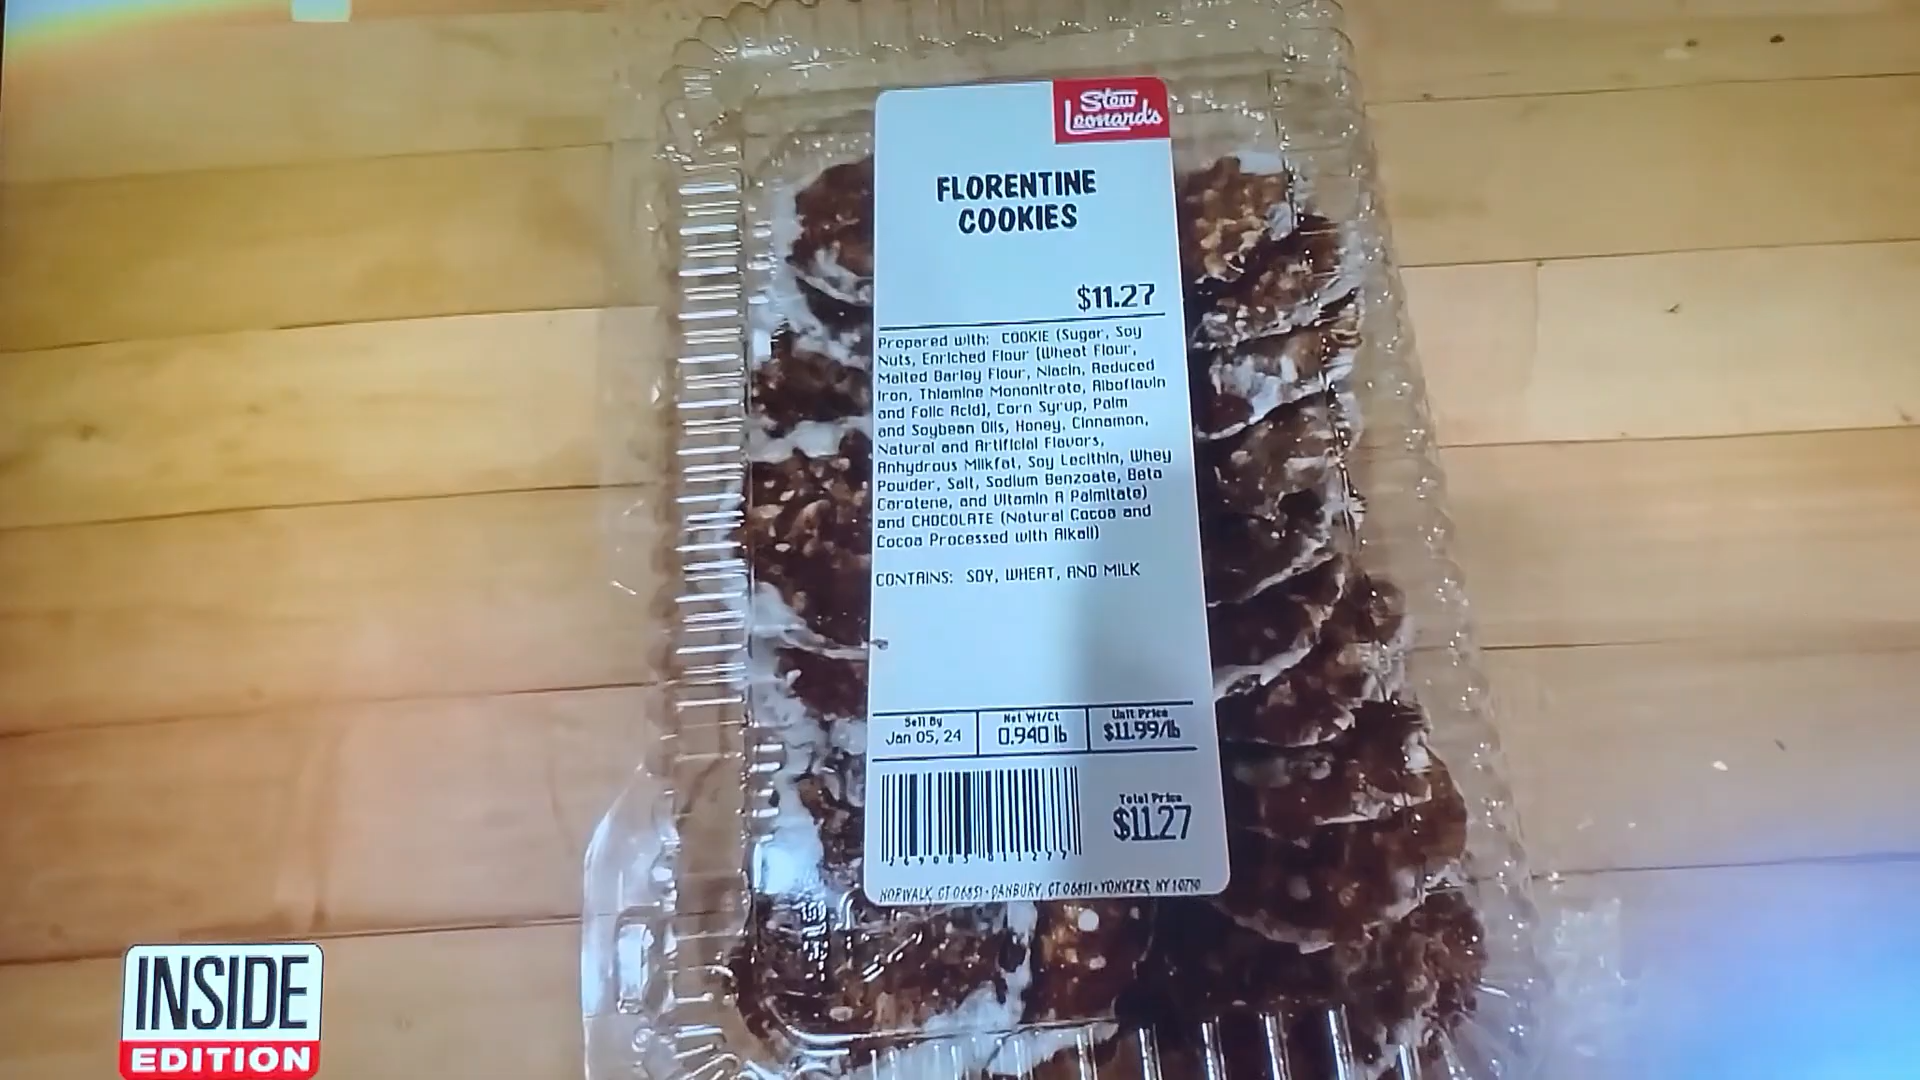 Stew
Leonard's
FLORENTINE
COOKIES
$11.27
Prepared with: COOKIE (Sugar, Soy
Nuts, Enriched Flour (Wheat Flour,
Malted Barley Flour, Niacin, Reduced
Iron, Thiamine Mononitrate, Riboflavin
and Folic Acid), Corn Syrup, Palm
and Soybean Oils, Honey, Cinnamon,
Natural and Artificial Flavors,
Anhydrous Milkfat, Soy Lecithin, Whey
Powder, Salt, Sodium Benzoate, Beta
Carotene, and Vitamin A Palmitate)
and CHOCOLATE (Natural Cocoa and
Cocoa Processed with Alkali)
CONTAINS: SOY, WHEAT, AND MILK
Sell By Net Wt/Ct Unit Price
Jan 05, 24 0.940 lb $11.99/lb
Total Price
$11.27
NORWALK, CT 06851 • DANBURY, CT 06811 • YONKERS, NY 10710
INSIDE
EDITION